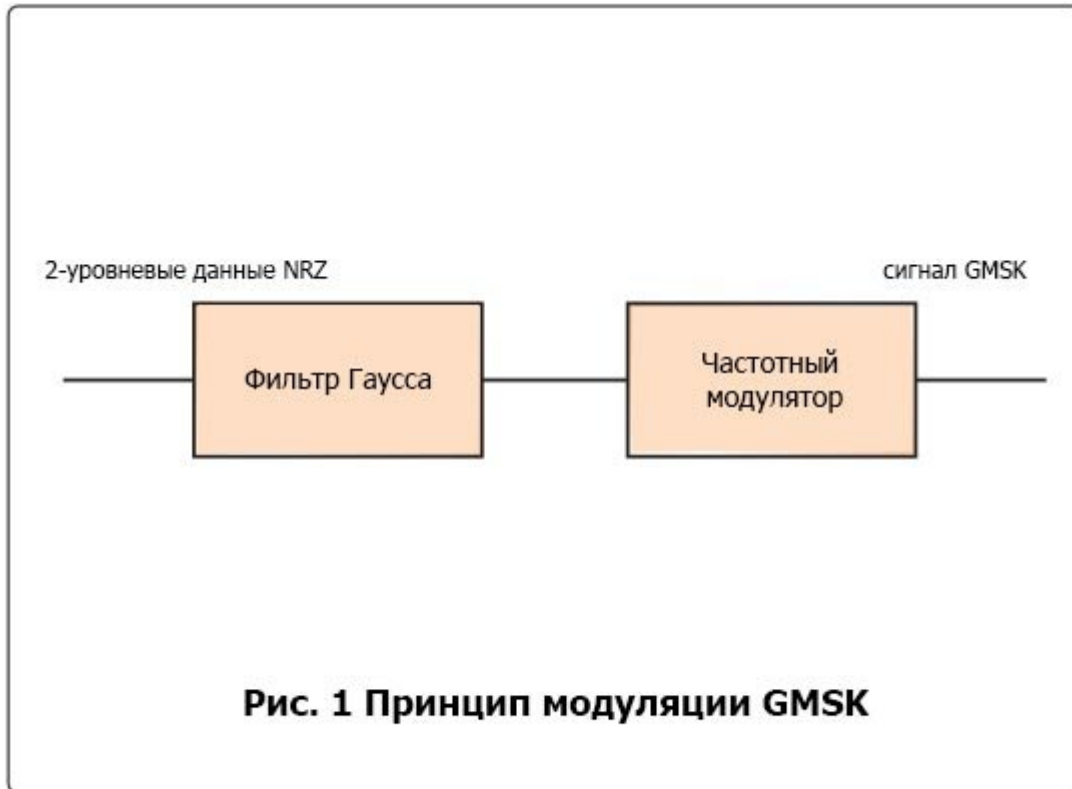 2-уровневые данные NRZ
сигнал GMSK
Фильтр Гаусса
Частотный
модулятор
Рис. 1 Принцип модуляции GMSK